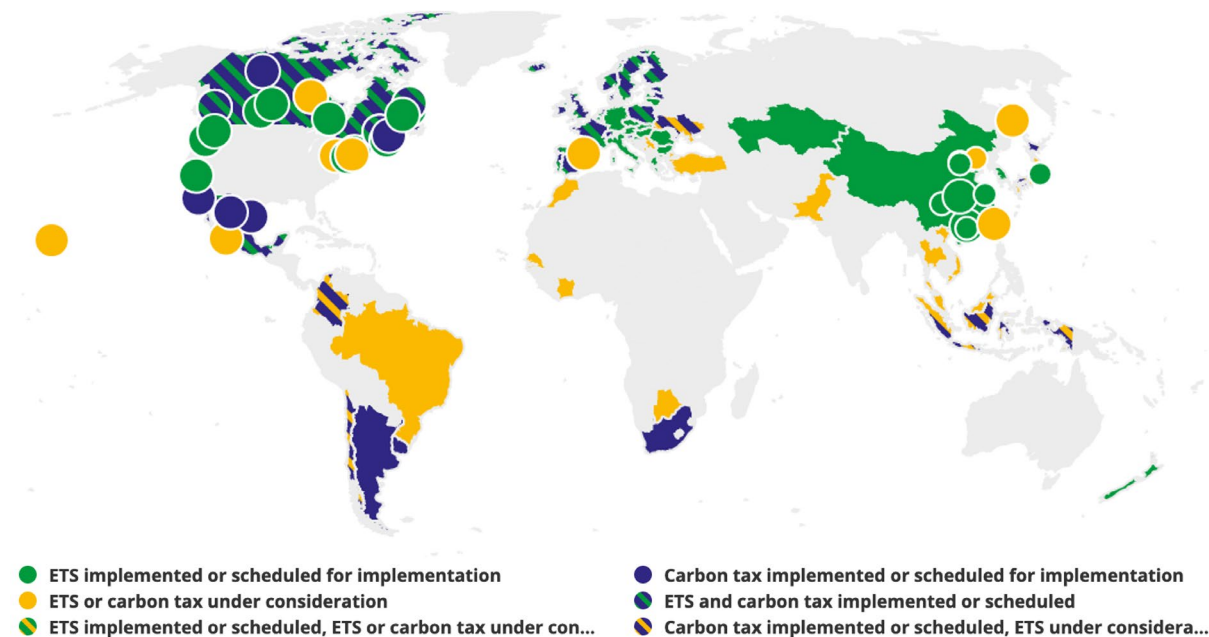 ETS implemented or scheduled for implementation
Carbon tax implemented or scheduled for implementation
ETS or carbon tax under consideration
ETS and carbon tax implemented or scheduled
ETS implemented or scheduled, ETS or carbon tax under con...
Carbon tax implemented or scheduled, ETS under considera...